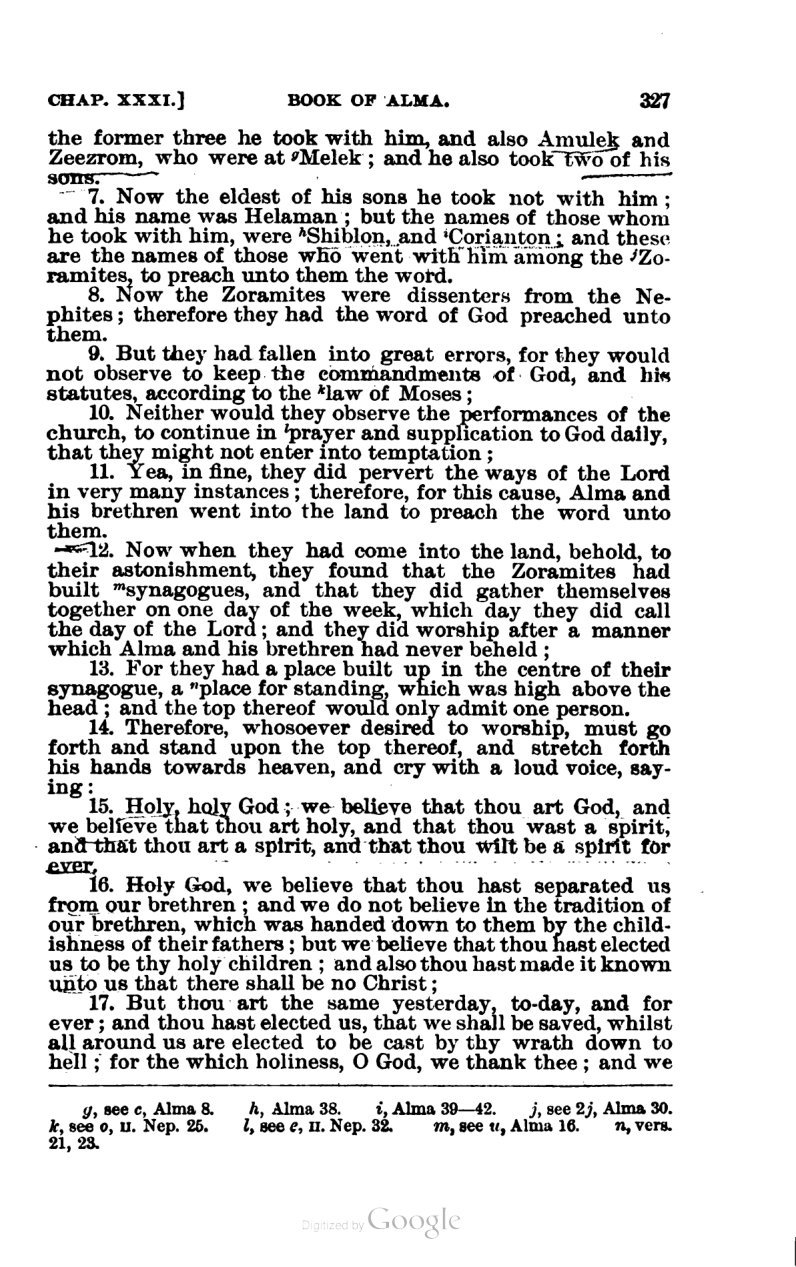 CHAP. XXXI.] BOOK OF ALMA. 327
the former three he took with him, and also Amulek and
Zeezrom, who were at gMelek ; and he also took two of his
sons.
7. Now the eldest of his sons he took not with him ;
and his name was Helaman ; but the names of those whom
he took with him, were hShiblon, and iCorianton ; and these
are the names of those who went with him among the jZo-
ramites, to preach unto them the word.
8. Now the Zoramites were dissenters from the Ne-
phites ; therefore they had the word of God preached unto
them.
9. But they had fallen into great errors, for they would
not observe to keep the commandments of God, and his
statutes, according to the klaw of Moses ;
10. Neither would they observe the performances of the
church, to continue in lprayer and supplication to God daily,
that they might not enter into temptation ;
11. Yea, in fine, they did pervert the ways of the Lord
in very many instances ; therefore, for this cause, Alma and
his brethren went into the land to preach the word unto
them.
12. Now when they had come into the land, behold, to
their astonishment, they found that the Zoramites had
built msynagogues, and that they did gather themselves
together on one day of the week, which day they did call
the day of the Lord ; and they did worship after a manner
which Alma and his brethren had never beheld ;
13. For they had a place built up in the centre of their
synagogue, a nplace for standing, which was high above the
head ; and the top thereof would only admit one person.
14. Therefore, whosoever desired to worship, must go
forth and stand upon the top thereof, and stretch forth
his hands towards heaven, and cry with a loud voice, say-
ing :
15. Holy, holy God ; we believe that thou art God, and
we believe that thou art holy, and that thou wast a spirit,
and that thou art a spirit, and that thou wilt be a spirit for
ever.
16. Holy God, we believe that thou hast separated us
from our brethren ; and we do not believe in the tradition of
our brethren, which was handed down to them by the child-
ishness of their fathers ; but we believe that thou hast elected
us to be thy holy children ; and also thou hast made it known
unto us that there shall be no Christ ;
17. But thou art the same yesterday, to-day, and for
ever ; and thou hast elected us, that we shall be saved, whilst
all around us are elected to be cast by thy wrath down to
hell ; for the which holiness, O God, we thank thee ; and we
g, see c, Alma 8. h, Alma 38. i, Alma 39—42. j, see 2j, Alma 30.
k, see o, II. Nep. 25. l, see e, II. Nep. 32. m, see u, Alma 16. n, vers.
21, 23.
Digitized by Google